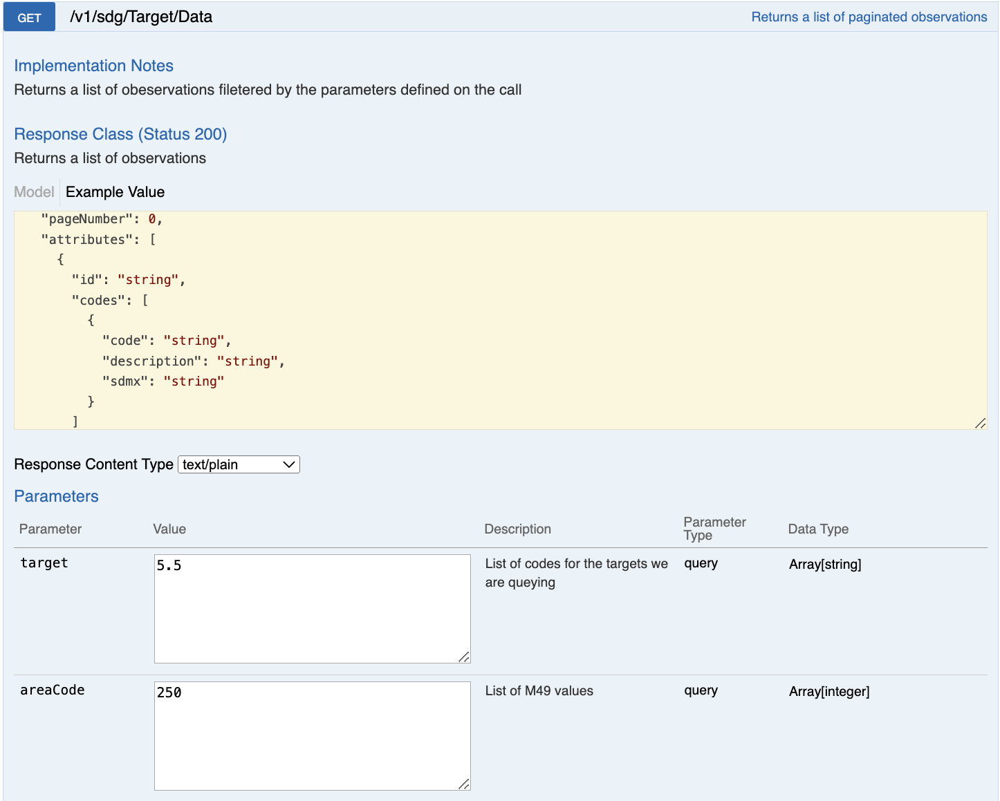 GET /v1/sdg/Target/Data Returns a list of paginated observations
Implementation Notes
Returns a list of obeservations filetered by the parameters defined on the call
Response Class (Status 200)
Returns a list of observations
Model Example Value
"pageNumber": 0,
"attributes": [
{
"id": "string",
"codes": [
{
"code": "string",
"description": "string",
"sdmx": "string"
}
]
Response Content Type text/plain
Parameters
Parameter Value Description Parameter Type Data Type
target 5.5 List of codes for the targets we query Array[string]
are queying
areaCode 250 List of M49 values query Array[integer]